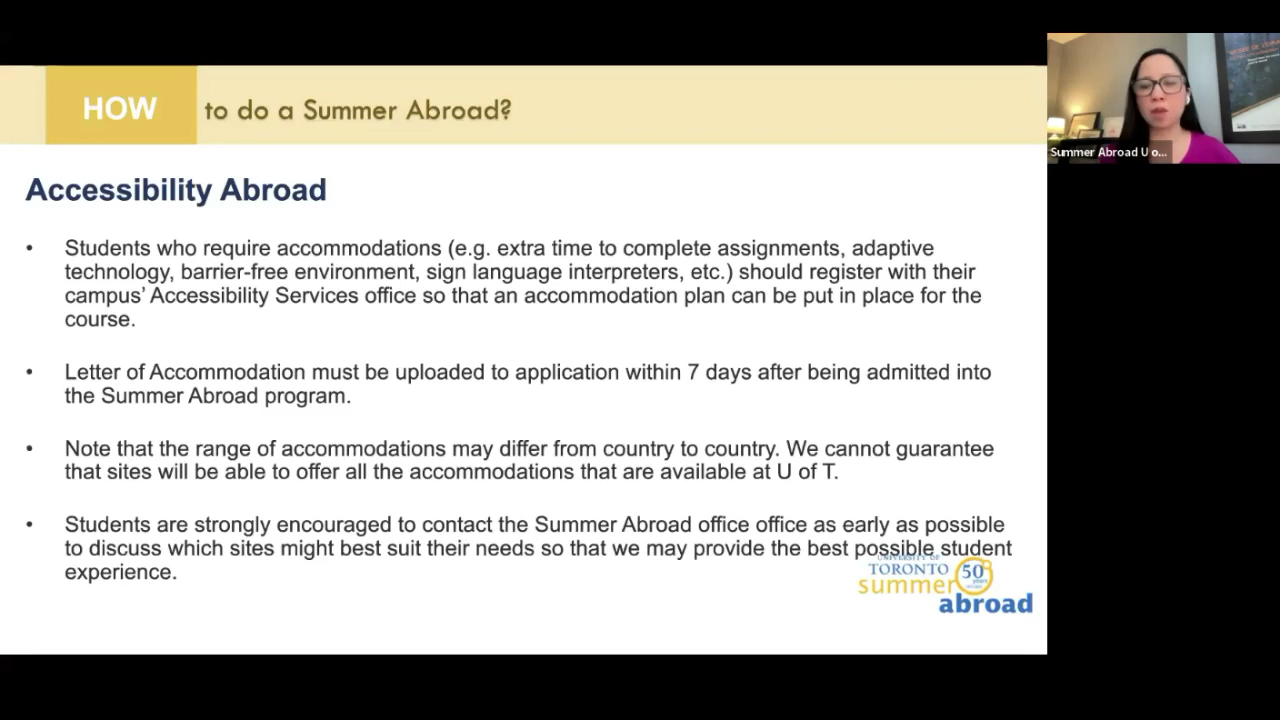 HOW to do a Summer Abroad?
Summer Abroad U o...
Accessibility Abroad
• Students who require accommodations (e.g. extra time to complete assignments, adaptive
technology, barrier-free environment, sign language interpreters, etc.) should register with their
campus' Accessibility Services office so that an accommodation plan can be put in place for the
course.
• Letter of Accommodation must be uploaded to application within 7 days after being admitted into
the Summer Abroad program.
• Note that the range of accommodations may differ from country to country. We cannot guarantee
that sites will be able to offer all the accommodations that are available at U of T.
• Students are strongly encouraged to contact the Summer Abroad office office as early as possible
to discuss which sites might best suit their needs so that we may provide the best possible student
experience.
UNIVERSITY OF
TORONTO
summer
50
years
abroad